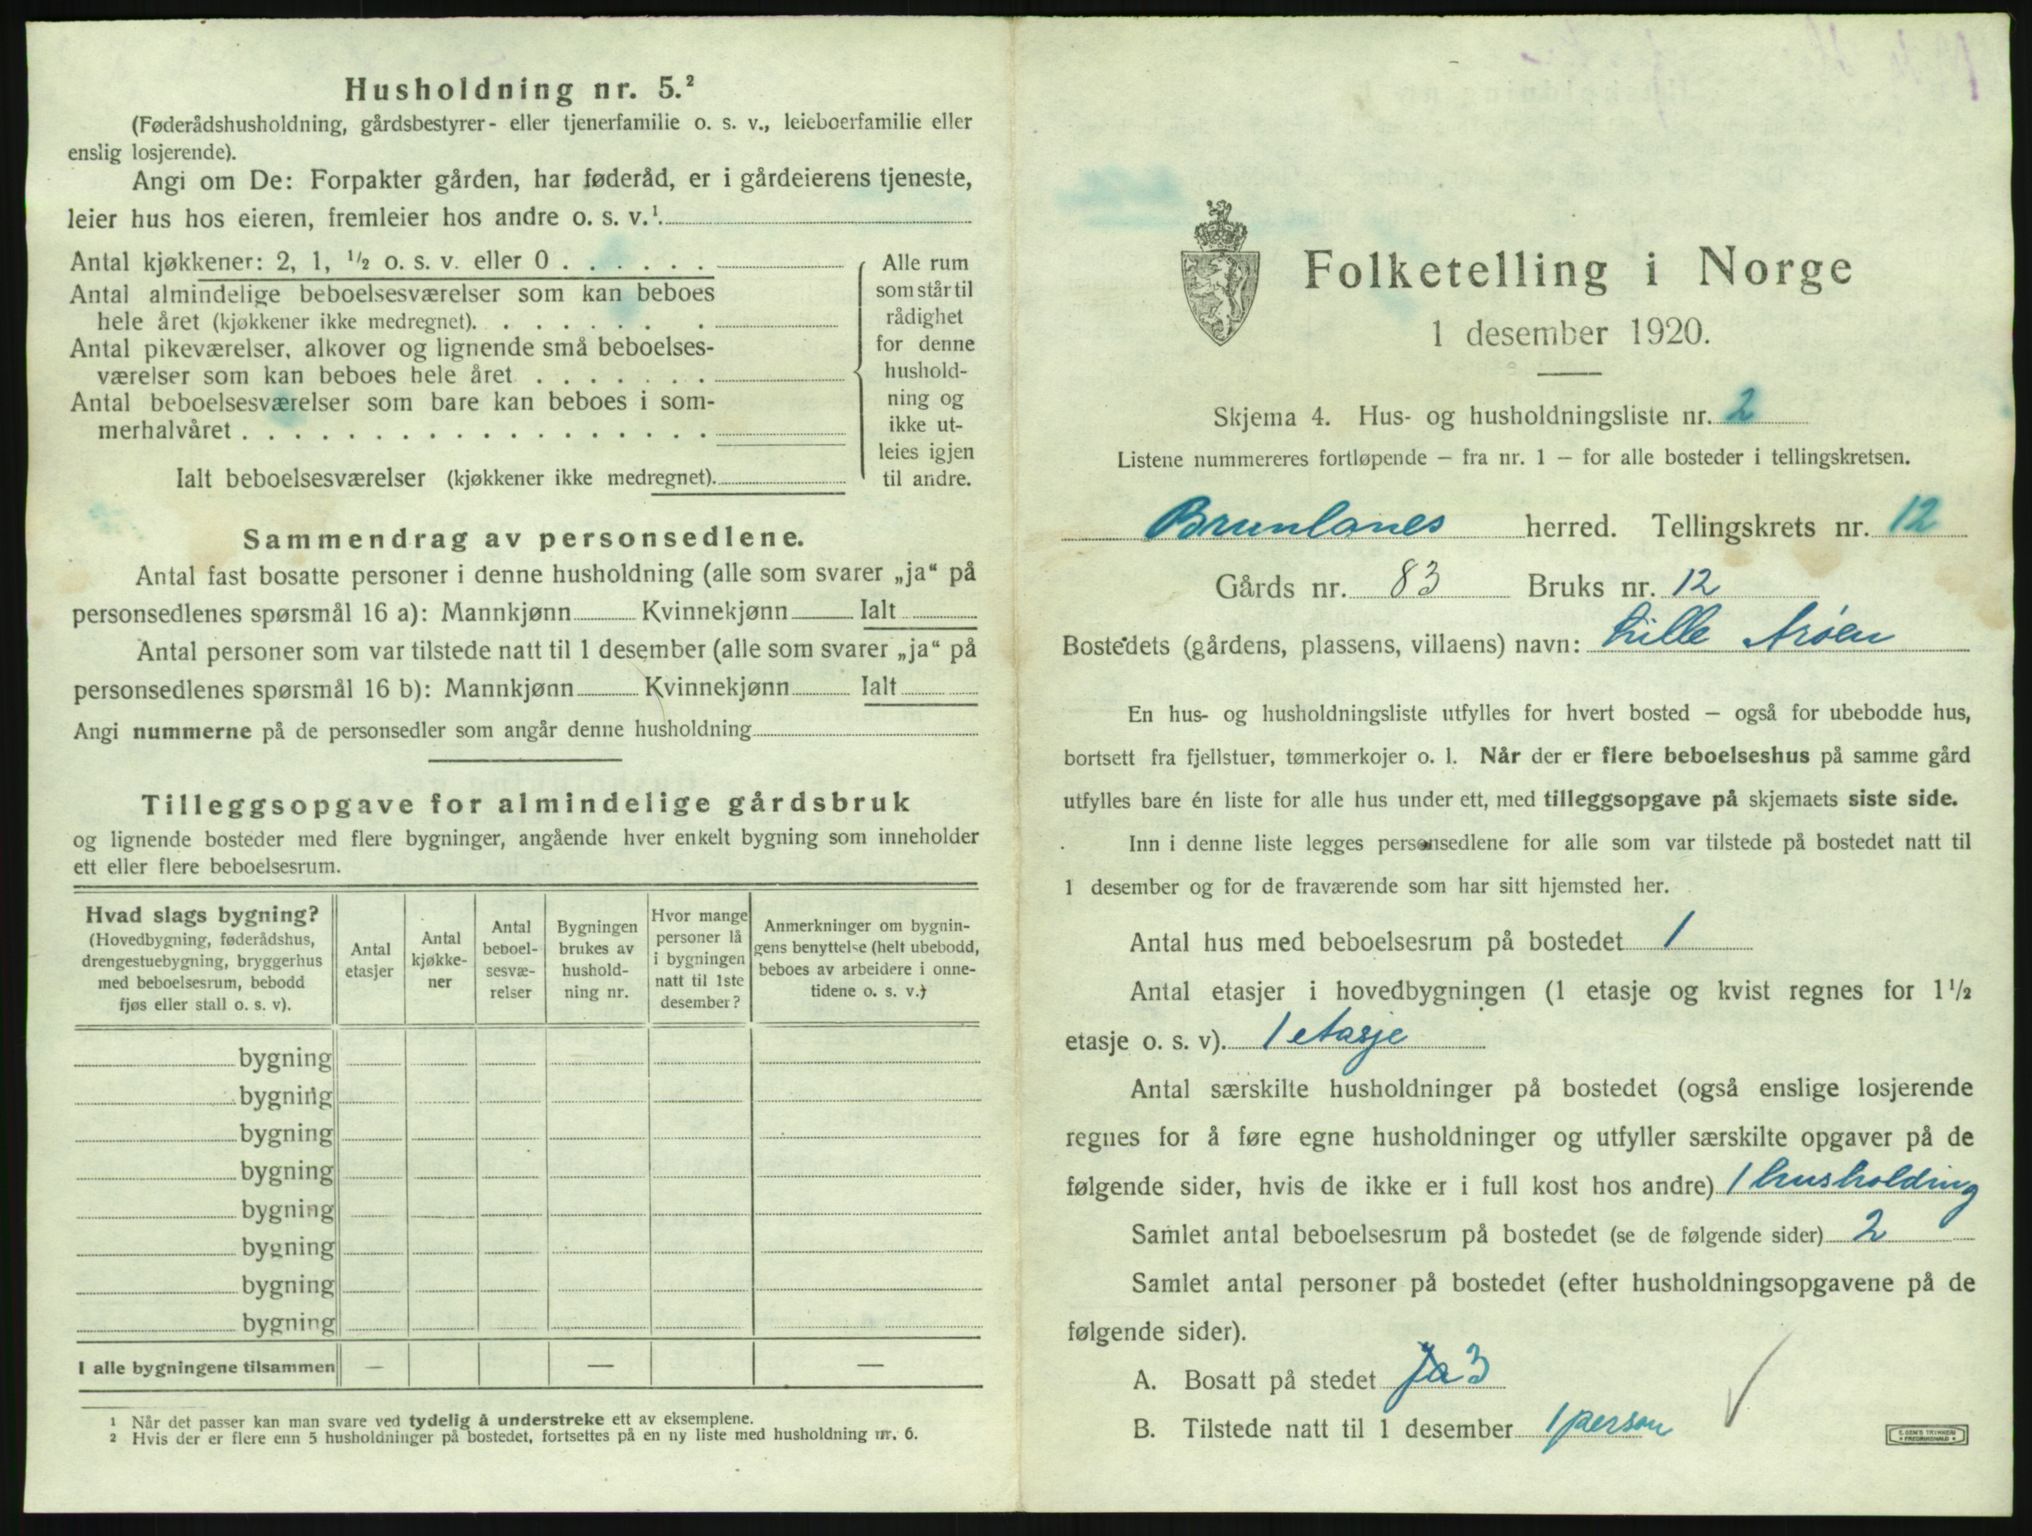 Husholdning nr. 5.²
(Føderådshusholdning, gårdsbestyrer- eller tjenerfamilie o. s. v., leieboerfamilie eller
enslig losjerende).
Angi om De: Forpakter gården, har føderåd, er i gårdeierens tjeneste,
leier hus hos eieren, fremleier hos andre o. s. v.¹
Antal kjøkkener: 2, 1, ½ o. s. v. eller 0 . . . . . .
Antal almindelige beboelsesværelser som kan beboes
hele året (kjøkkener ikke medregnet). . . . . . . .
Antal pikeværelser, alkover og lignende små beboelses-
værelser som kan beboes hele året . . . . . . .
Antal beboelsesværelser som bare kan beboes i som-
merhalvåret . . . . . . . . . . . . . . . . . .
Ialt beboelsesværelser (kjøkkener ikke medregnet).
Alle rum
som står til
rådighet
for denne
hushold-
ning og
ikke ut-
leies igjen
til andre.
Sammendrag av personsedlene.
Antal fast bosatte personer i denne husholdning (alle som svarer „ja“ på
personsedlenes spørsmål 16 a): Mannkjønn Kvinnekjønn Ialt
Antal personer som var tilstede natt til 1 desember (alle som svarer „ja“ på
personsedlenes spørsmål 16 b): Mannkjønn Kvinnekjønn Ialt
Angi nummerne på de personsedler som angår denne husholdning
Tilleggsopgave for almindelige gårdsbruk
og lignende bosteder med flere bygninger, angående hver enkelt bygning som inneholder
ett eller flere beboelsesrum.
Hvad slags bygning?
(Hovedbygning, føderådshus,
drengestuebygning, bryggerhus
med beboelsesrum, bebodd
fjøs eller stall o. s. v).
Antal
etasjer
Antal
kjøkke-
ner
Antal
beboel-
sesvæ-
relser
Bygningen
brukes av
hushold-
ning nr.
Hvor mange
personer lå
i bygningen
natt til 1ste
desember?
Anmerkninger om bygnin-
gens benyttelse (helt ubebodd,
beboes av arbeidere i onne-
tidene o. s. v.)
bygning
bygning
bygning
bygning
bygning
bygning
bygning
bygning
I alle bygningene tilsammen — — —
¹ Når det passer kan man svare ved tydelig å understreke ett av eksemplene.
² Hvis der er flere enn 5 husholdninger på bostedet, fortsettes på en ny liste med husholdning nr. 6.
Folketelling i Norge
1 desember 1920.
Skjema 4. Hus- og husholdningsliste nr. 2
Listene nummereres fortløpende – fra nr. 1 – for alle bosteder i tellingskretsen.
Brunlanes herred. Tellingskrets nr. 12
Gårds nr. 83 Bruks nr. 12
Bostedets (gårdens, plassens, villaens) navn: Lille Arøen
En hus- og husholdningsliste utfylles for hvert bosted – også for ubebodde hus,
bortsett fra fjellstuer, tømmerkojer o. l. Når der er flere beboelseshus på samme gård
utfylles bare én liste for alle hus under ett, med tilleggsopgave på skjemaets siste side.
Inn i denne liste legges personsedlene for alle som var tilstede på bostedet natt til
1 desember og for de fraværende som har sitt hjemsted her.
Antal hus med beboelsesrum på bostedet 1
Antal etasjer i hovedbygningen (1 etasje og kvist regnes for 1½
etasje o. s. v). 1 etasje
Antal særskilte husholdninger på bostedet (også enslige losjerende
regnes for å føre egne husholdninger og utfyller særskilte opgaver på de
følgende sider, hvis de ikke er i full kost hos andre) 1 husholding
Samlet antal beboelsesrum på bostedet (se de følgende sider) 2
Samlet antal personer på bostedet (efter husholdningsopgavene på de
følgende sider).
A. Bosatt på stedet Ja 3
B. Tilstede natt til 1 desember 1 person